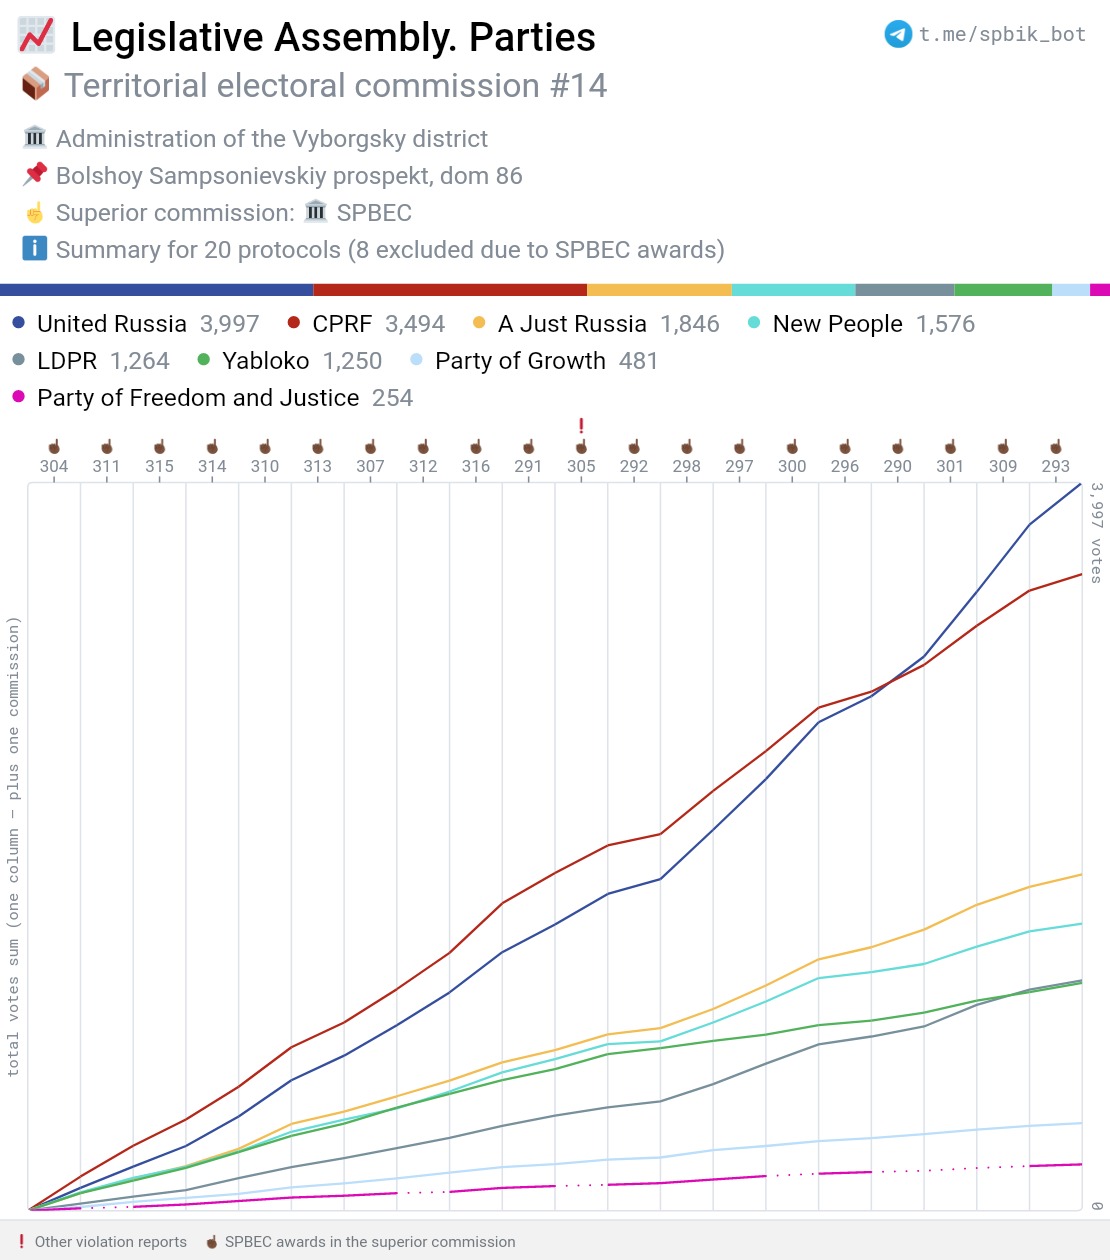 Legislative Assembly. Parties
t.me/spbik_bot
Territorial electoral commission #14
Administration of the Vyborgsky district
Bolshoy Sampsonievskiy prospekt, dom 86
Superior commission: SPBEC
Summary for 20 protocols (8 excluded due to SPBEC awards)
United Russia 3,997 CPRF 3,494 A Just Russia 1,846 New People 1,576
LDPR 1,264 Yabloko 1,250 Party of Growth 481
Party of Freedom and Justice 254
304 311 315 314 310 313 307 312 316 291 305 292 298 297 300 296 290 301 309 293
3,997 votes
total votes sum (one column — plus one commission)
0
Other violation reports SPBEC awards in the superior commission